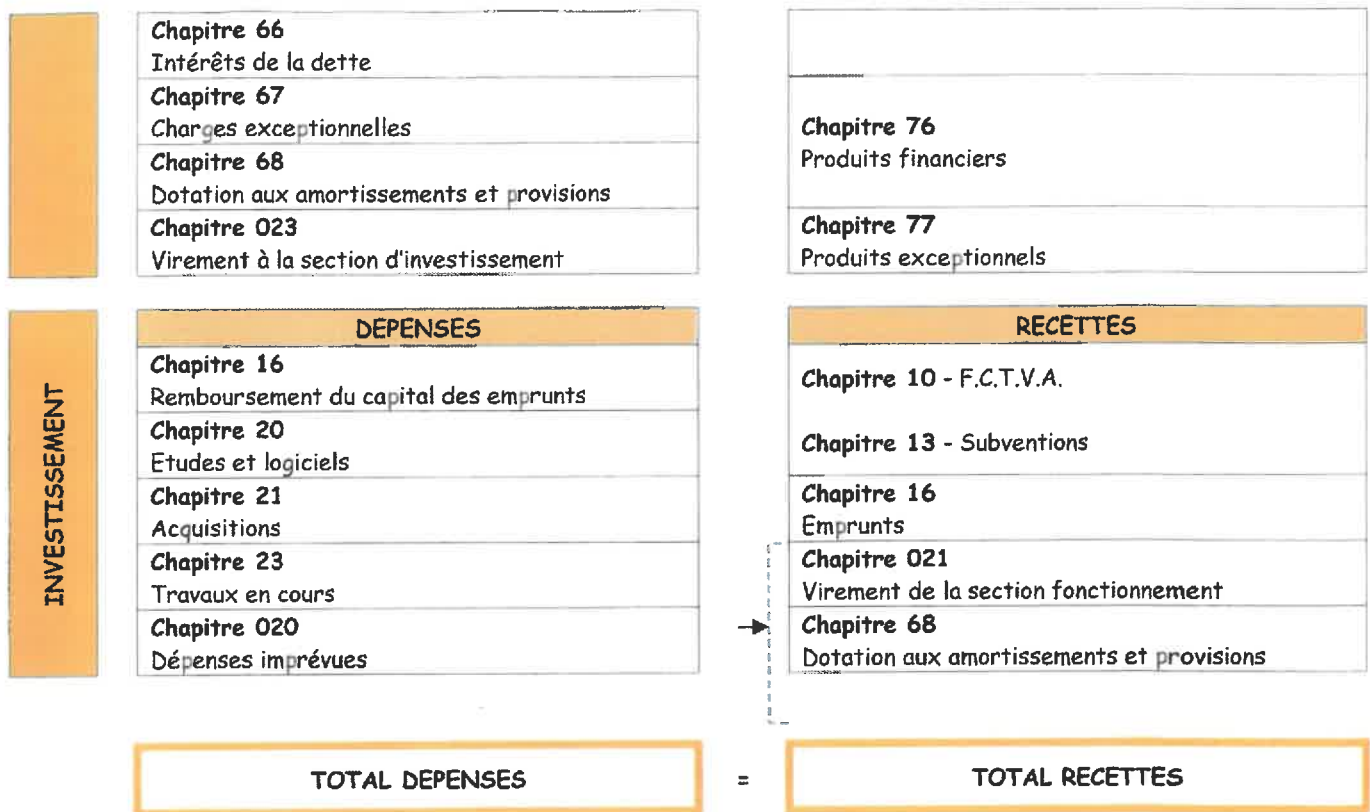 Chapitre 66
Intérêts de la dette
Chapitre 67
Charges exceptionnelles
Chapitre 68
Dotation aux amortissements et provisions
Chapitre 023
Virement à la section d'investissement
Chapitre 76
Produits financiers
Chapitre 77
Produits exceptionnels
INVESTISSEMENT
DEPENSES
Chapitre 16
Remboursement du capital des emprunts
Chapitre 20
Etudes et logiciels
Chapitre 21
Acquisitions
Chapitre 23
Travaux en cours
Chapitre 020
Dépenses imprévues
RECETTES
Chapitre 10 - F.C.T.V.A.
Chapitre 13 - Subventions
Chapitre 16
Emprunts
Chapitre 021
Virement de la section fonctionnement
Chapitre 68
Dotation aux amortissements et provisions
TOTAL DEPENSES
=
TOTAL RECETTES